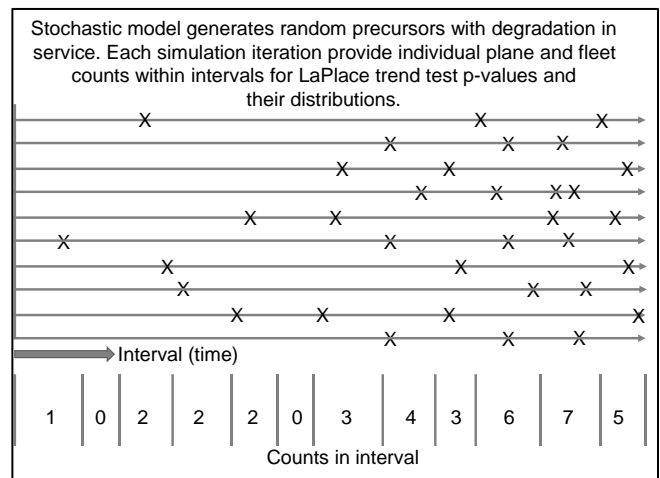 Stochastic model generates random precursors with degradation in
service. Each simulation iteration provide individual plane and fleet
counts within intervals for LaPlace trend test p-values and
their distributions.
X X X
X X X
X X X
X X X X
X X X X
X X X X
X X X
X X X
X X X X
X X X
Interval (time)
1 0 2 2 2 0 3 4 3 6 7 5
Counts in interval